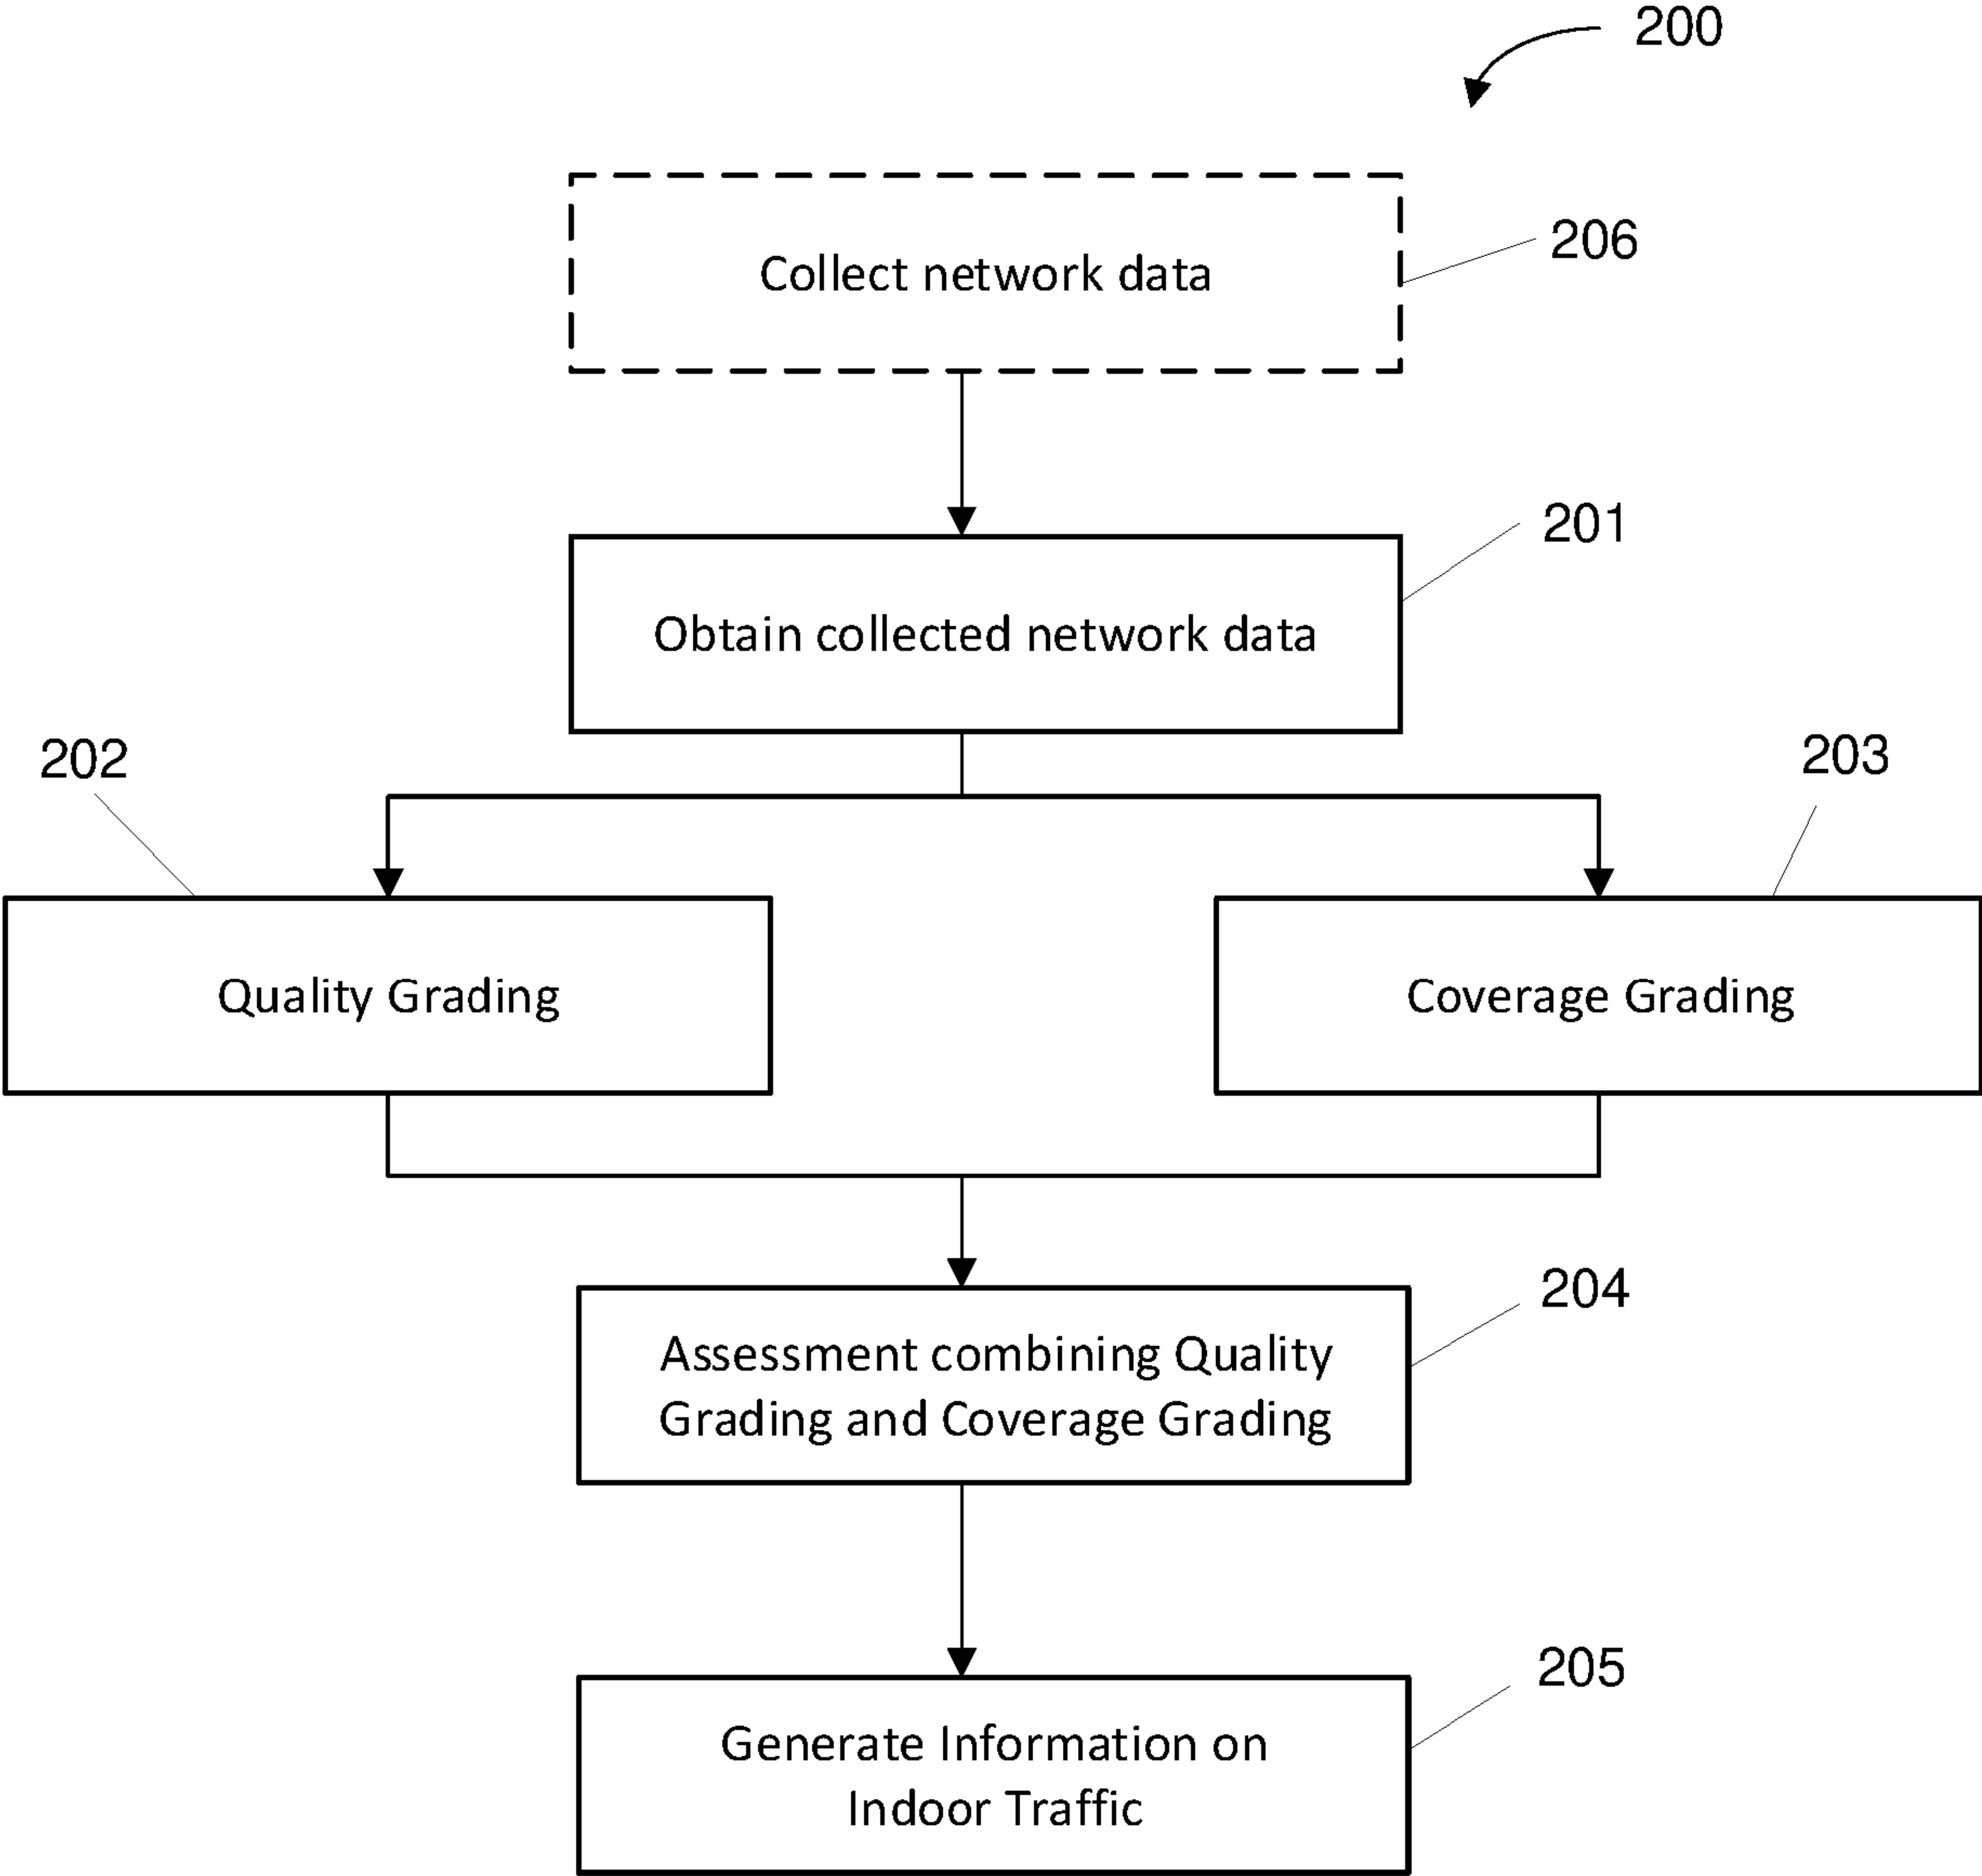 200
206
Collect network data
201
Obtain collected network data
202
203
Quality Grading
Coverage Grading
204
Assessment combining Quality
Grading and Coverage Grading
205
Generate Information on
Indoor Traffic